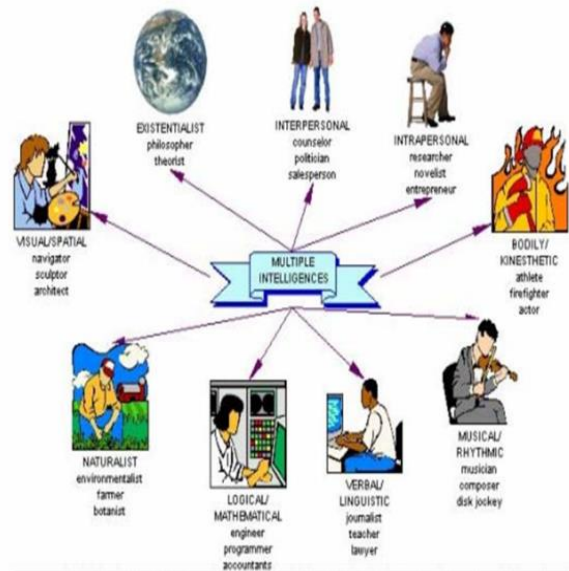 EXISTENTIALIST
philosopher
theorist
INTERPERSONAL
counselor
politician
salesperson
INTRAPERSONAL
researcher
novelist
entrepreneur
VISUAL/SPATIAL
navigator
sculptor
architect
MULTIPLE
INTELLIGENCES
BODILY/
KINESTHETIC
athlete
firefighter
actor
NATURALIST
environmentalist
farmer
botanist
LOGICAL/
MATHEMATICAL
engineer
programmer
accountants
VERBAL/
LINGUISTIC
journalist
teacher
lawyer
MUSICAL/
RHYTHMIC
musician
composer
disk jockey